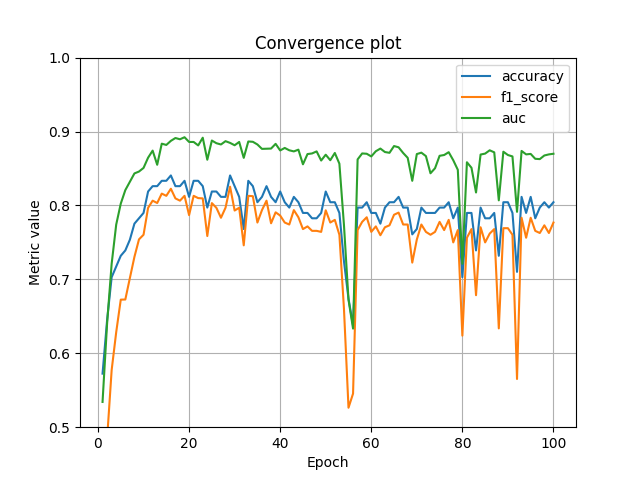 Convergence plot
1.0
0.9
0.8
0.7
0.6
0.5
Metric value
accuracy
f1_score
auc
0 20 40 60 80 100
Epoch